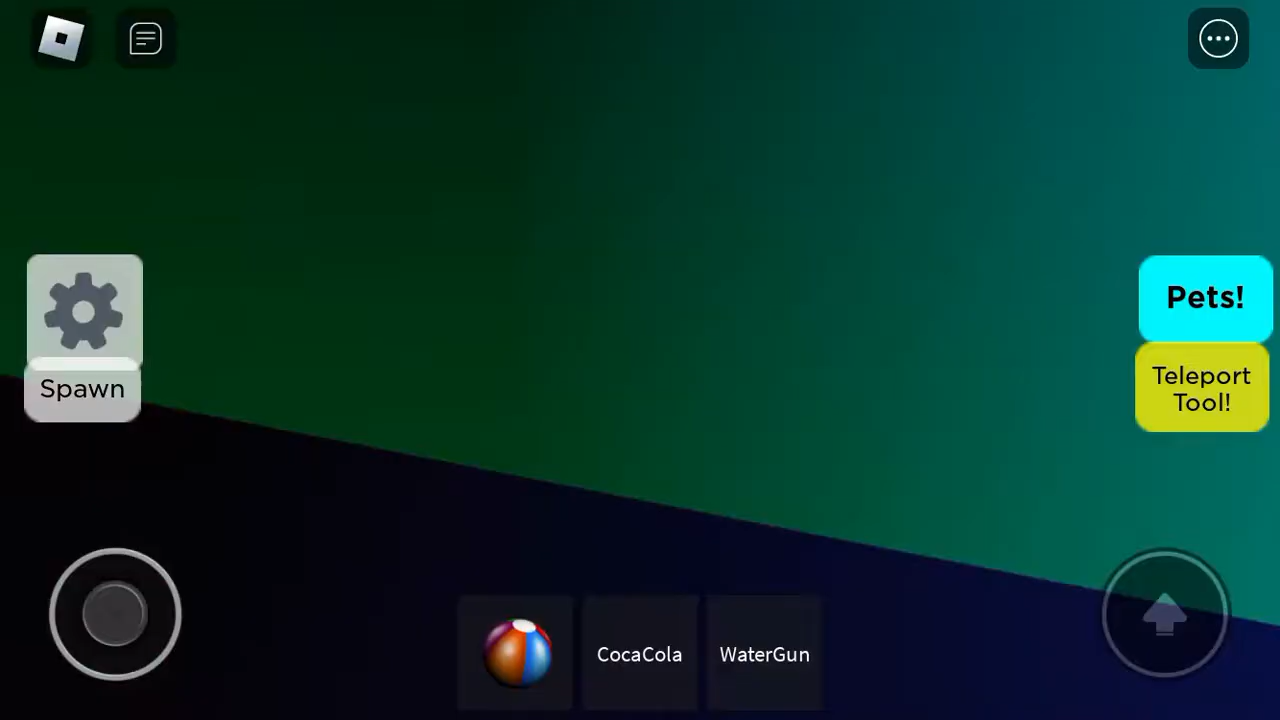 Pets!
Spawn
Teleport
Tool!
CocaCola
WaterGun